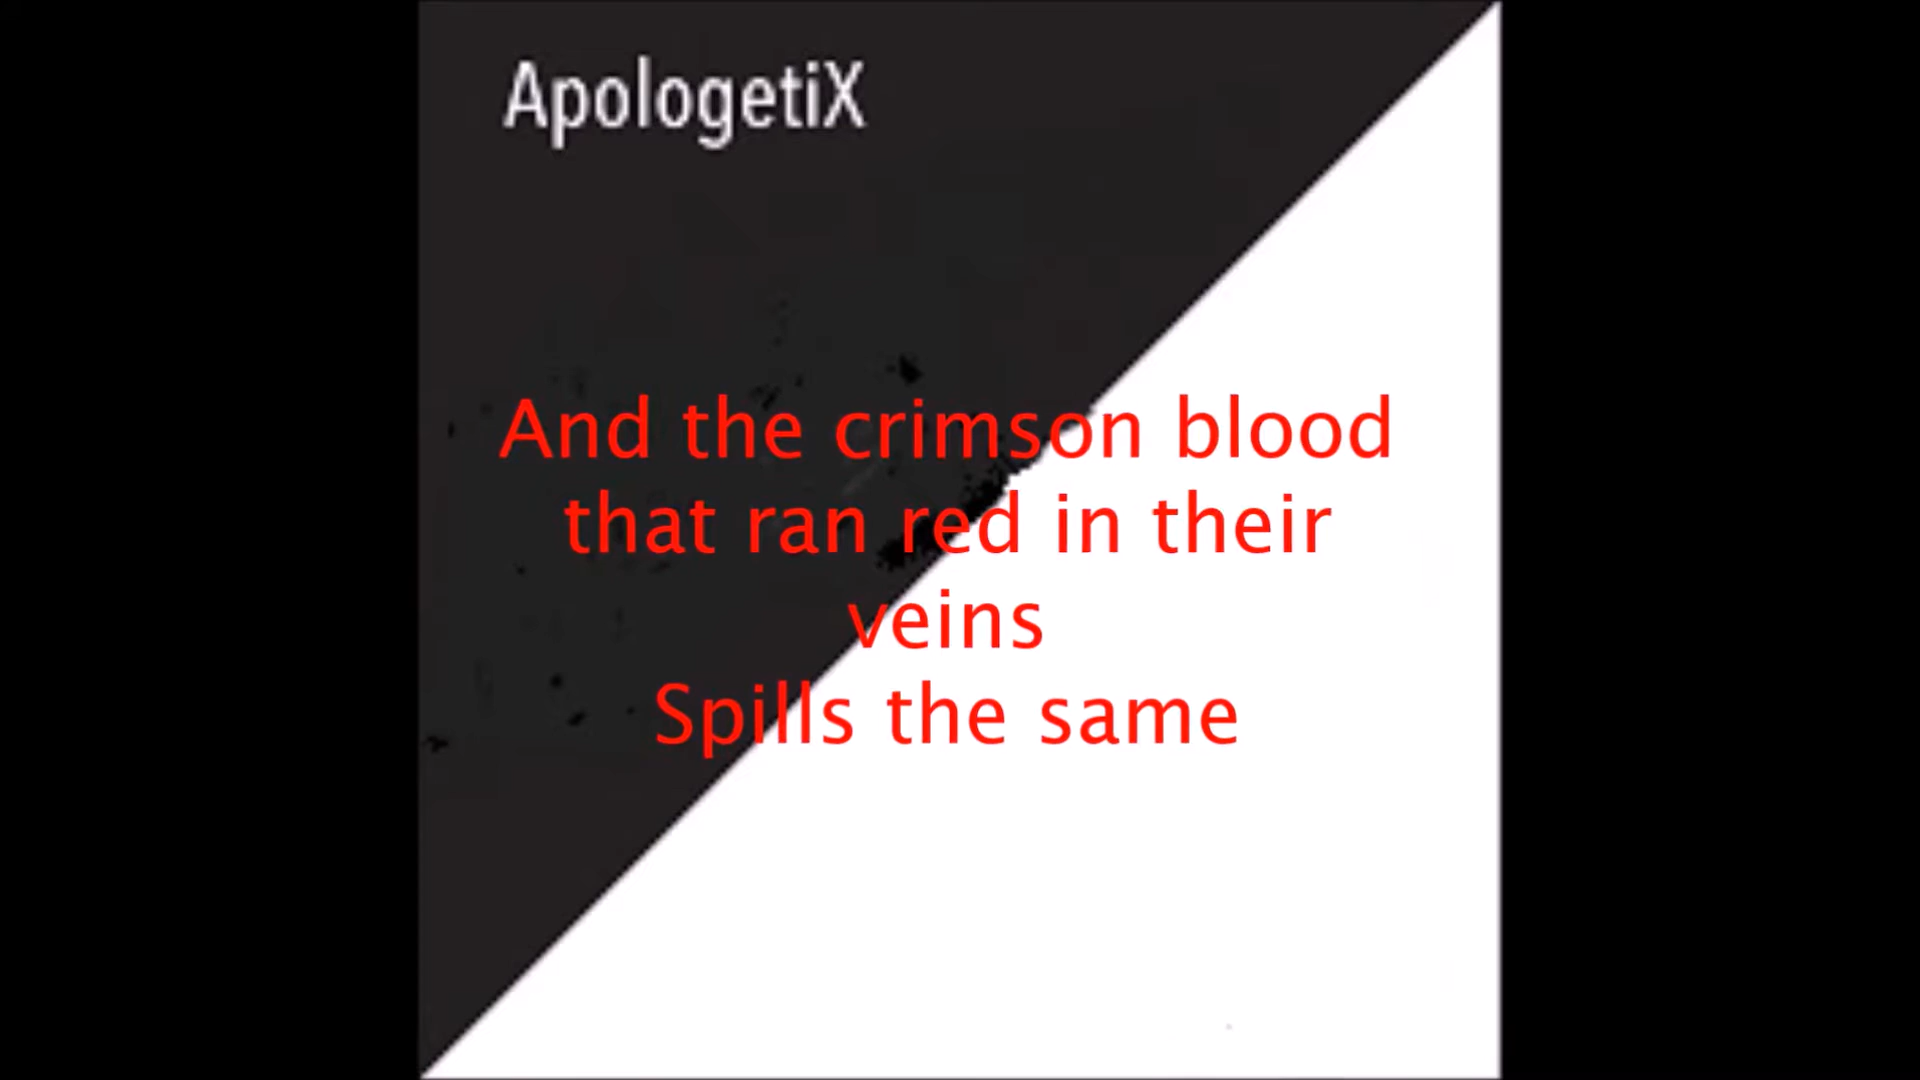 ApologetiX
And the crimson blood
that ran red in their
veins
Spills the same